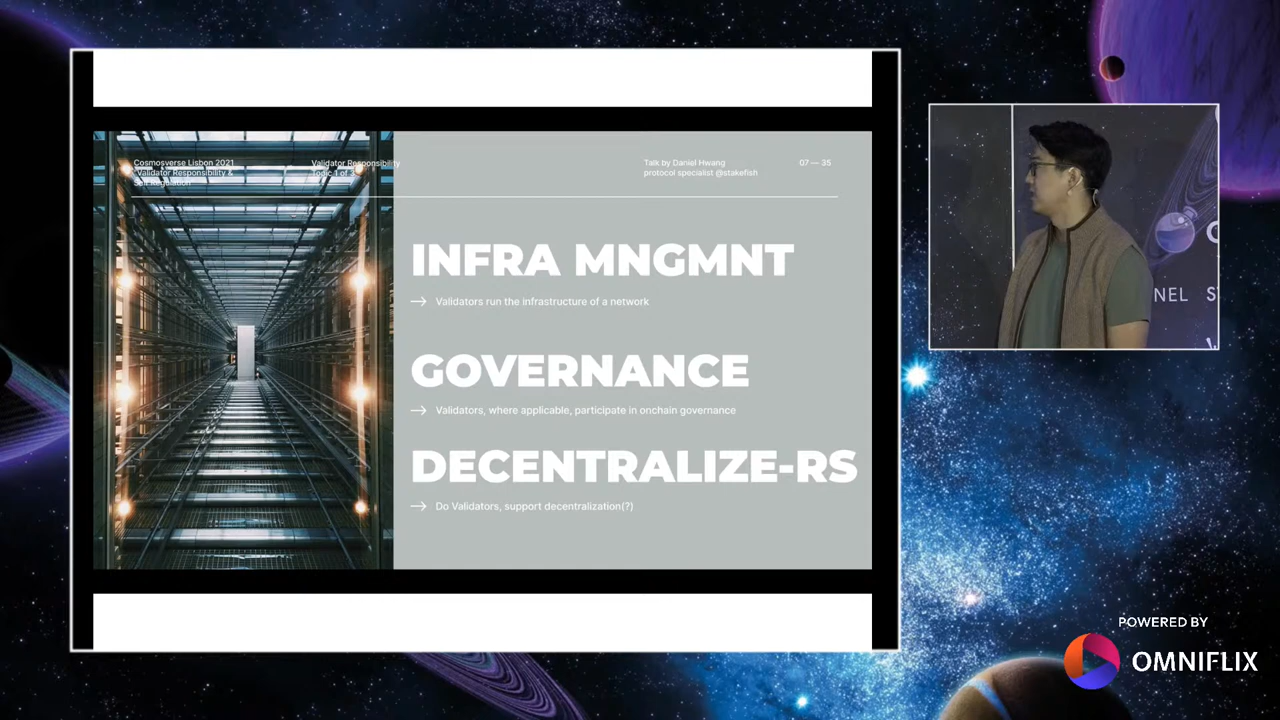 Cosmosverse Lisbon 2021
"Validator Responsibility &
Self Regulation"
Validator Responsibility
Topic 1 of 3
Talk by Daniel Hwang
protocol specialist @stakefish
07 — 35
INFRA MNGMNT
→ Validators run the infrastructure of a network
GOVERNANCE
→ Validators, where applicable, participate in onchain governance
DECENTRALIZE-RS
→ Do Validators, support decentralization(?)
NEL
POWERED BY
OMNIFLIX